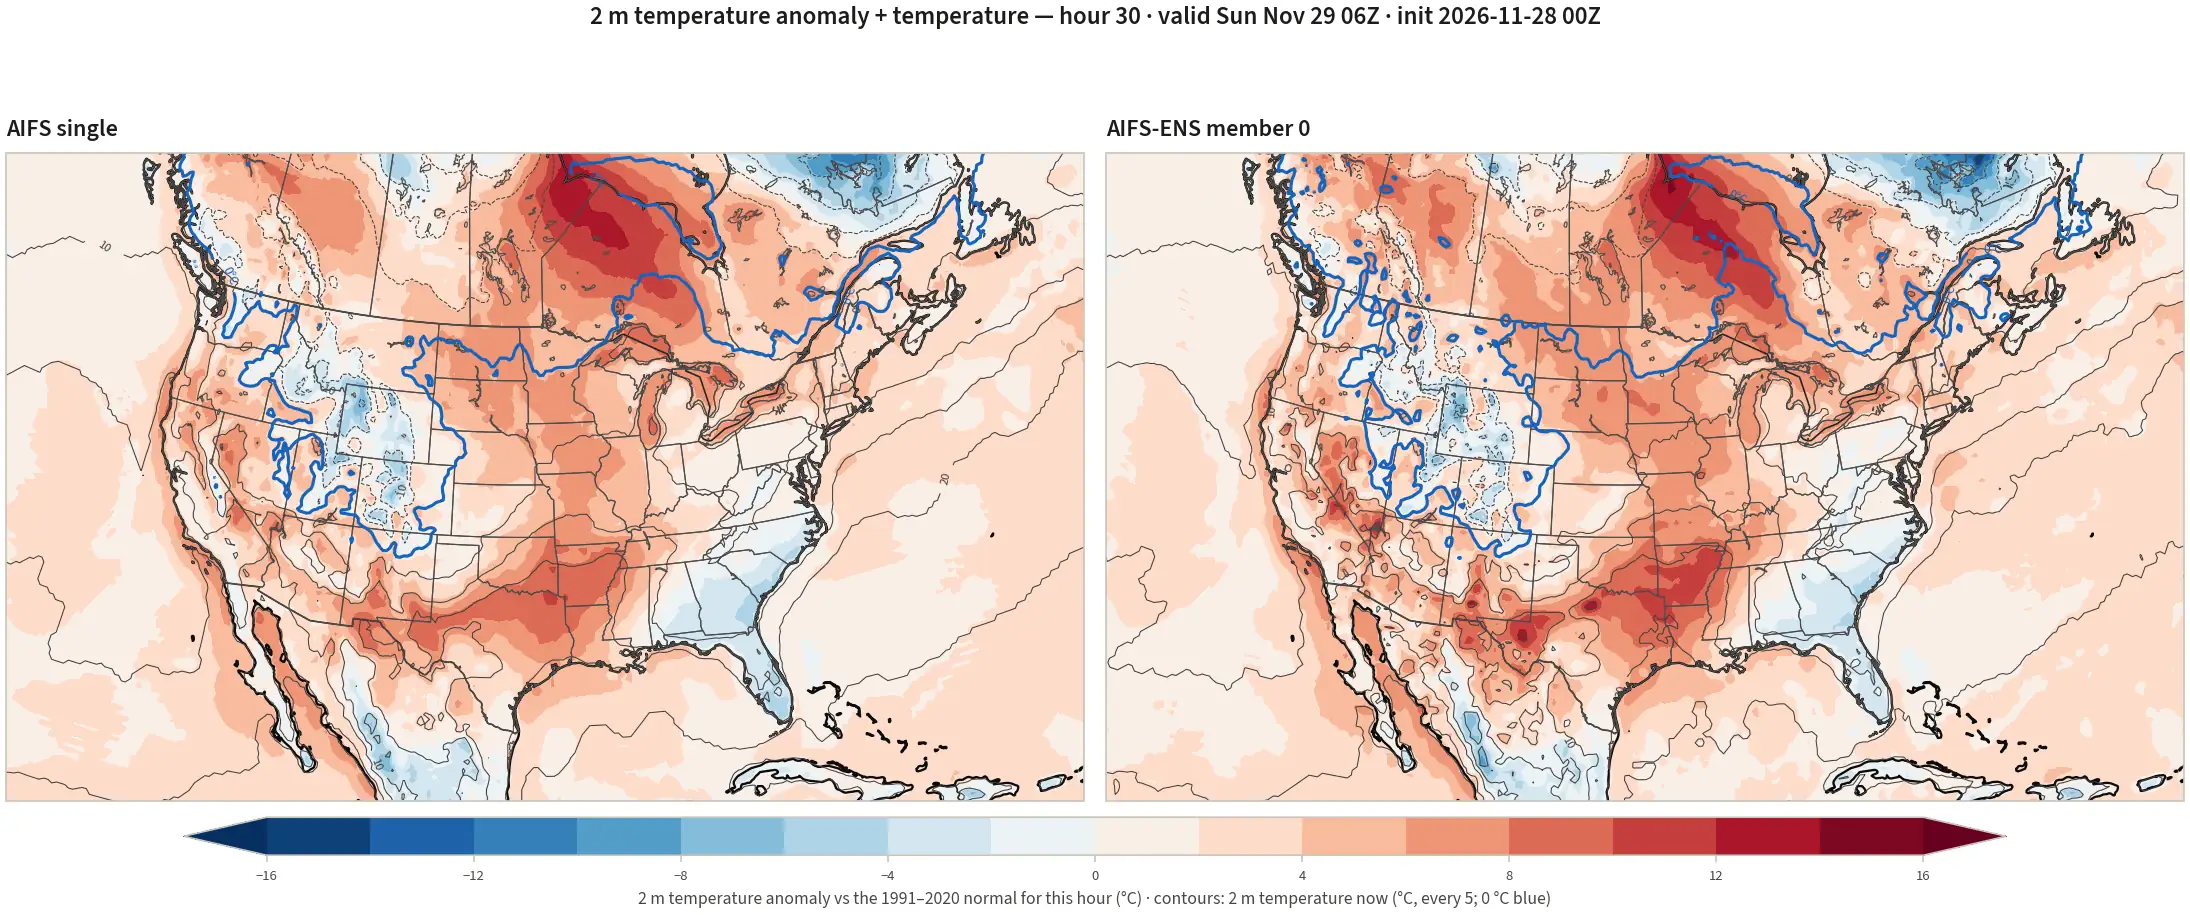 2 m temperature anomaly + temperature — hour 30 · valid Sun Nov 29 06Z · init 2026-11-28 00Z
AIFS single
AIFS-ENS member 0
10
20
−16
−12
−8
−4
0
4
8
12
16
2 m temperature anomaly vs the 1991–2020 normal for this hour (°C) · contours: 2 m temperature now (°C, every 5; 0 °C blue)